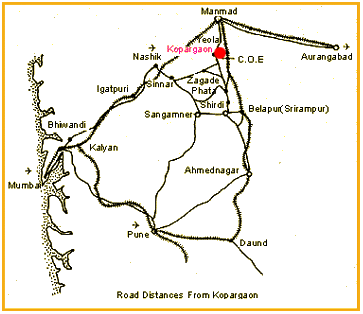 Manmad
Yeola
Kopargaon
Nashik
C.O.E
Aurangabad
Zagade
Phata
Sinnar
Igatpuri
Shirdi
Belapur(Srirampur)
Sangamner
Bhiwandi
Kalyan
Ahmednagar
Mumbai
Pune
Daund
Road Distances From Kopargaon